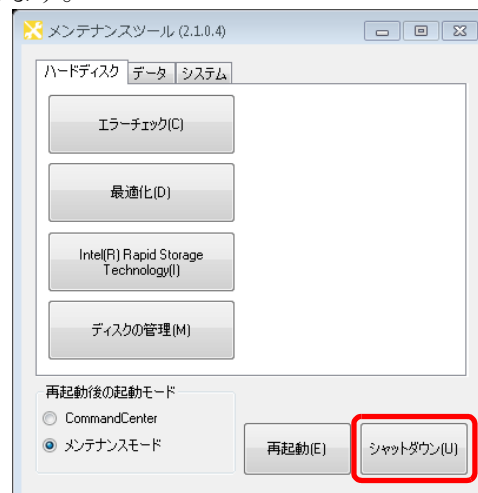 メンテナンスツール (2.1.0.4)
ハードディスク データ システム
エラーチェック(C)
最適化(D)
Intel(R) Rapid Storage
Technology(I)
ディスクの管理(M)
再起動後の起動モード
CommandCenter
メンテナンスモード
再起動(E) シャットダウン(U)